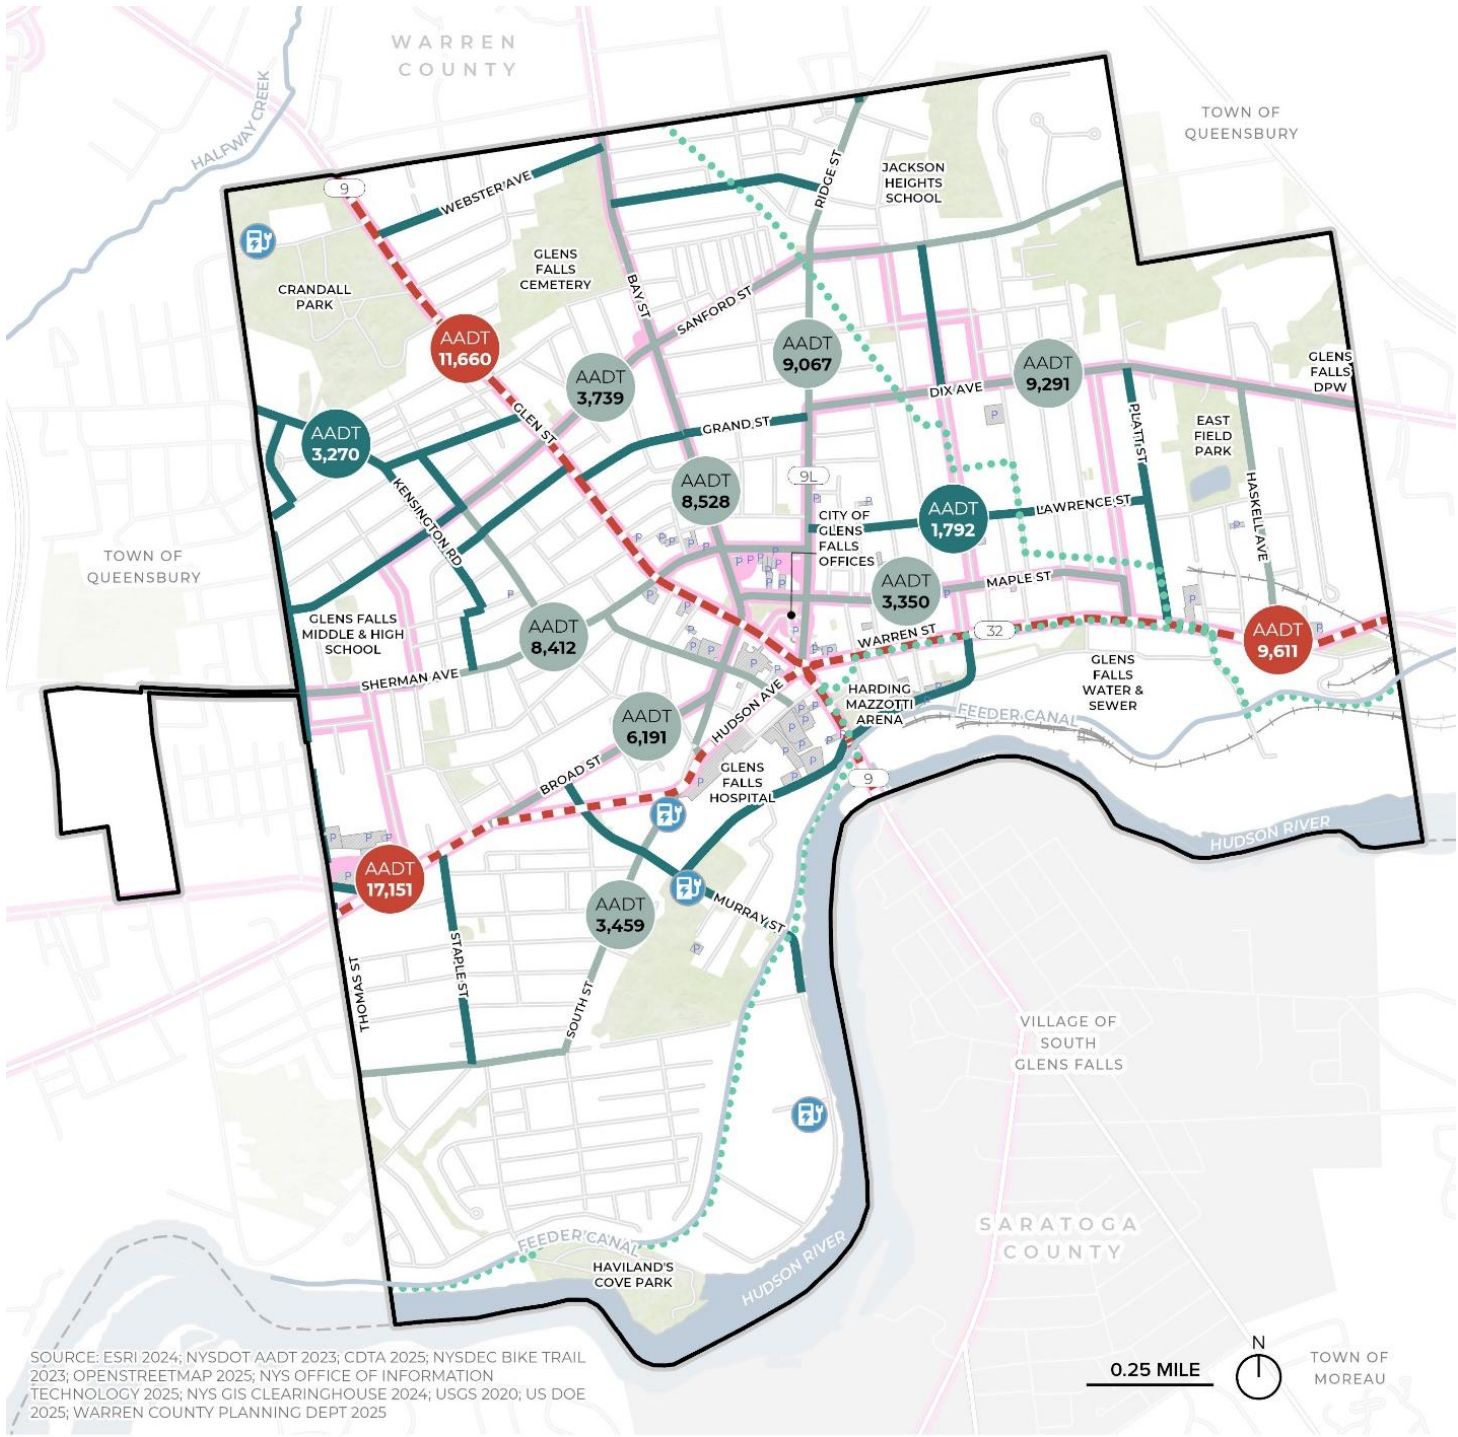 WARREN
COUNTY
HALFWAY CREEK
TOWN OF
QUEENSBURY
9
WEBSTER AVE
RIDGE ST
JACKSON
HEIGHTS
SCHOOL
CRANDALL
PARK
GLENS
FALLS
CEMETERY
BAY ST
SANFORD ST
AADT
11,660
AADT
3,739
AADT
9,067
AADT
9,291
GLENS
FALLS
DPW
DIX AVE
GLEN ST
GRAND ST
PLATT ST
EAST
FIELD
PARK
AADT
3,270
KENSINGTON RD
AADT
8,528
9L
CITY OF
GLENS
FALLS
OFFICES
AADT
1,792
LAWRENCE ST
HASKELL AVE
TOWN OF
QUEENSBURY
AADT
3,350
MAPLE ST
GLENS FALLS
MIDDLE & HIGH
SCHOOL
AADT
8,412
WARREN ST
32
AADT
9,611
SHERMAN AVE
HUDSON AVE
HARDING
MAZZOTTI
ARENA
GLENS
FALLS
WATER &
SEWER
FEEDER CANAL
AADT
6,191
BROAD ST
GLENS
FALLS
HOSPITAL
9
HUDSON RIVER
AADT
17,151
AADT
3,459
MURRAY ST
STAPLE ST
THOMAS ST
SOUTH ST
VILLAGE OF
SOUTH
GLENS FALLS
FEEDER CANAL
HAVILAND'S
COVE PARK
HUDSON RIVER
SARATOGA
COUNTY
SOURCE: ESRI 2024; NYSDOT AADT 2023; CDTA 2025; NYSDEC BIKE TRAIL
2023; OPENSTREETMAP 2025; NYS OFFICE OF INFORMATION
TECHNOLOGY 2025; NYS GIS CLEARINGHOUSE 2024; USGS 2020; US DOE
2025; WARREN COUNTY PLANNING DEPT 2025
0.25 MILE
N
TOWN OF
MOREAU